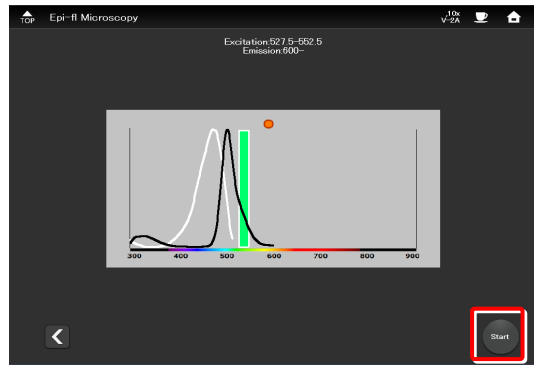 TOP Epi-fl Microscopy 10x
V-2A
Excitation:527.5-552.5
Emission:600-
300 400 500 600 700 800 900
Start